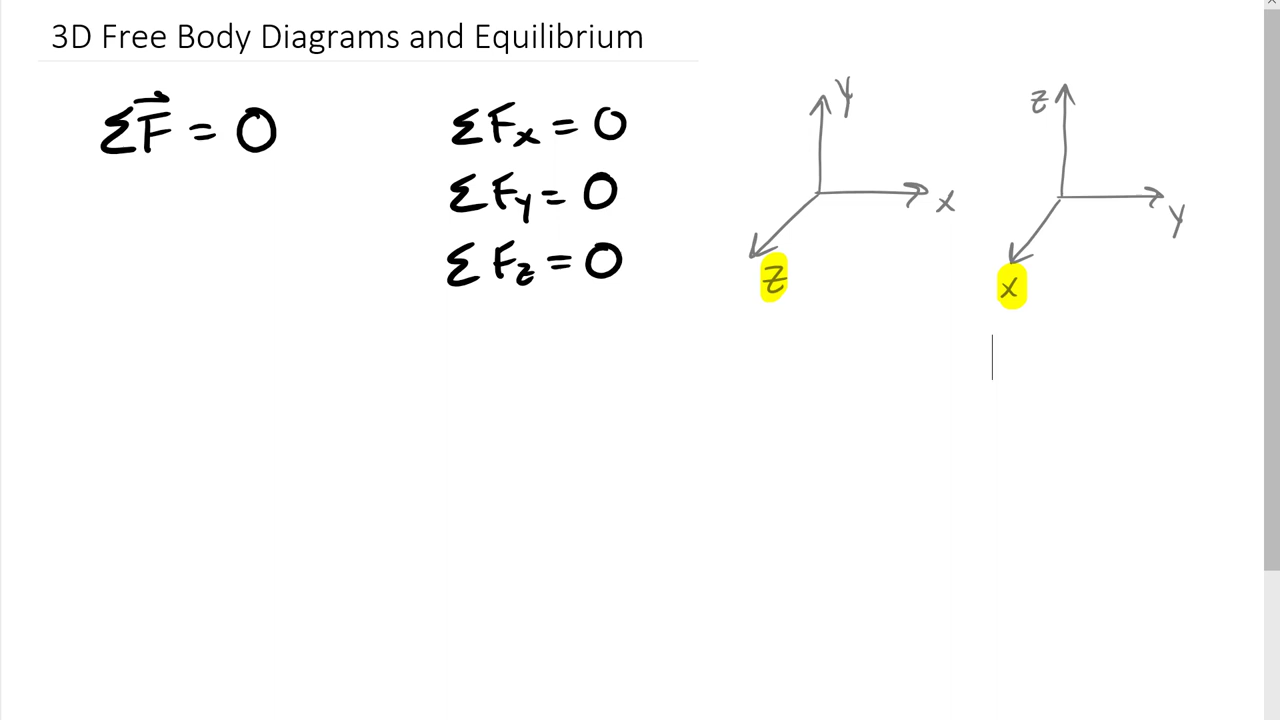 3D Free Body Diagrams and Equilibrium
ΣF⃗ = 0
ΣFx = 0
ΣFy = 0
ΣFz = 0
y
x
z
z
y
x